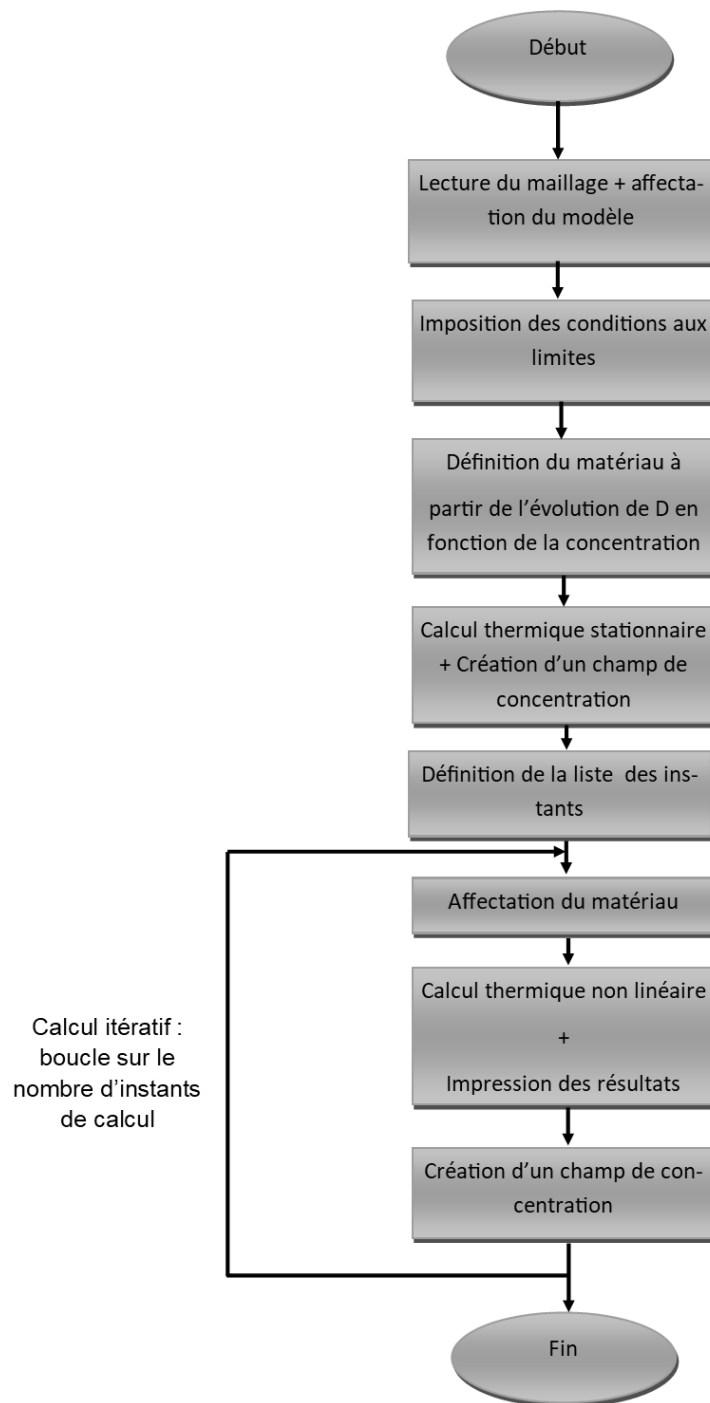 Début
Lecture du maillage + affecta-
tion du modèle
Imposition des conditions aux
limites
Définition du matériau à
partir de l’évolution de D en
fonction de la concentration
Calcul thermique stationnaire
+ Création d’un champ de
concentration
Définition de la liste des ins-
tants
Affectation du matériau
Calcul thermique non linéaire
+
Impression des résultats
Calcul itératif :
boucle sur le
nombre d’instants
de calcul
Création d’un champ de con-
centration
Fin